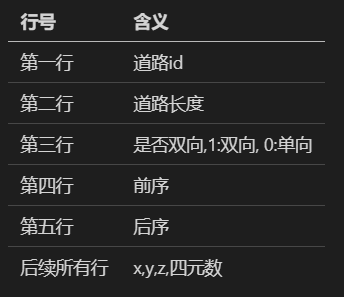 行号 含义
第一行 道路id
第二行 道路长度
第三行 是否双向,1:双向, 0:单向
第四行 前序
第五行 后序
后续所有行 x,y,z,四元数